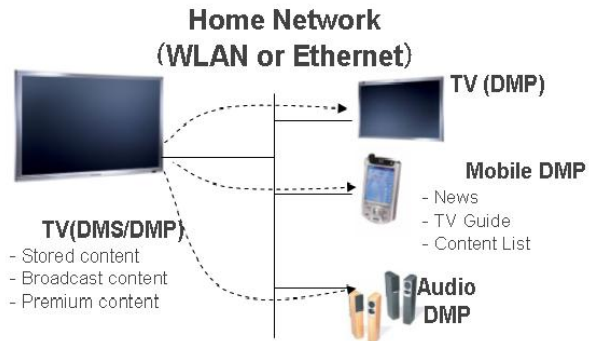 Home Network
(WLAN or Ethernet)
TV (DMP)
Mobile DMP
- News
- TV Guide
- Content List
TV(DMS/DMP)
- Stored content
- Broadcast content
- Premium content
Audio
DMP